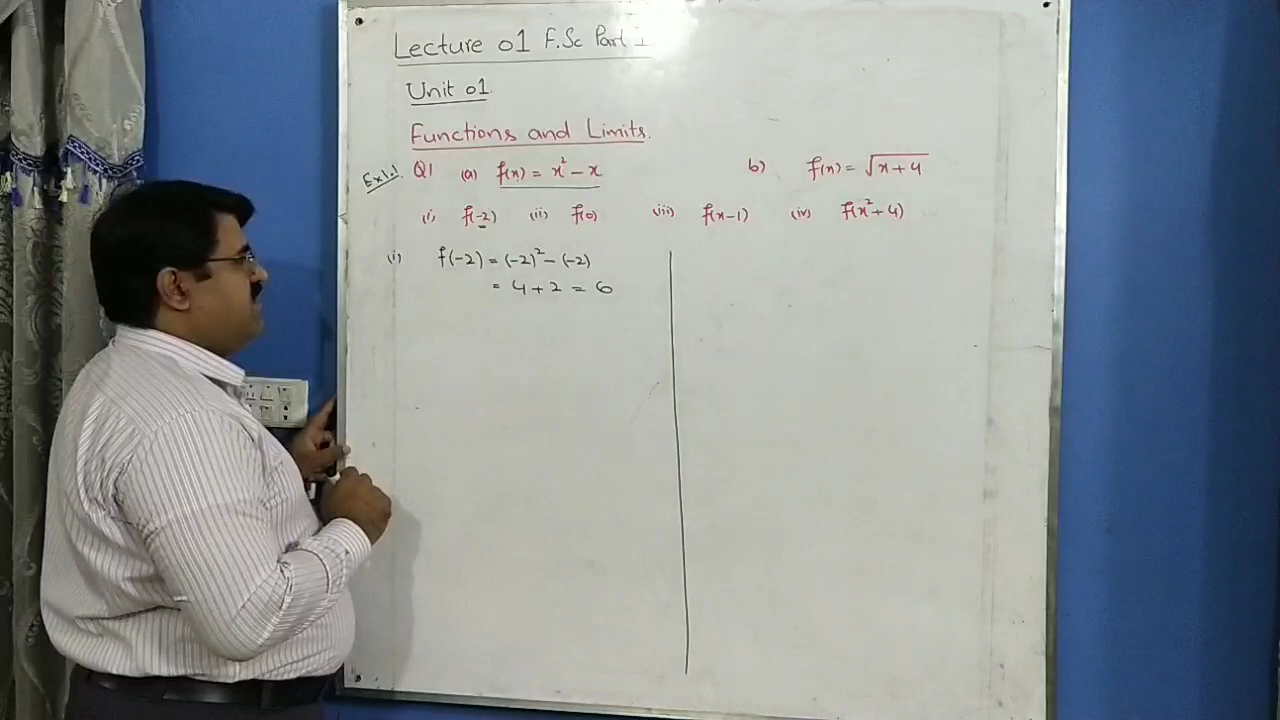 Lecture 01 F.Sc Part I
Unit 01.
Functions and Limits.
Ex1.1. Q1 (a) f(x) = x² - x b) f(x) = √(x+4)
(i) f(-2) (ii) f(0) (iii) f(x-1) (iv) f(x²+4)
(i) f(-2) = (-2)² - (-2)
= 4 + 2 = 6